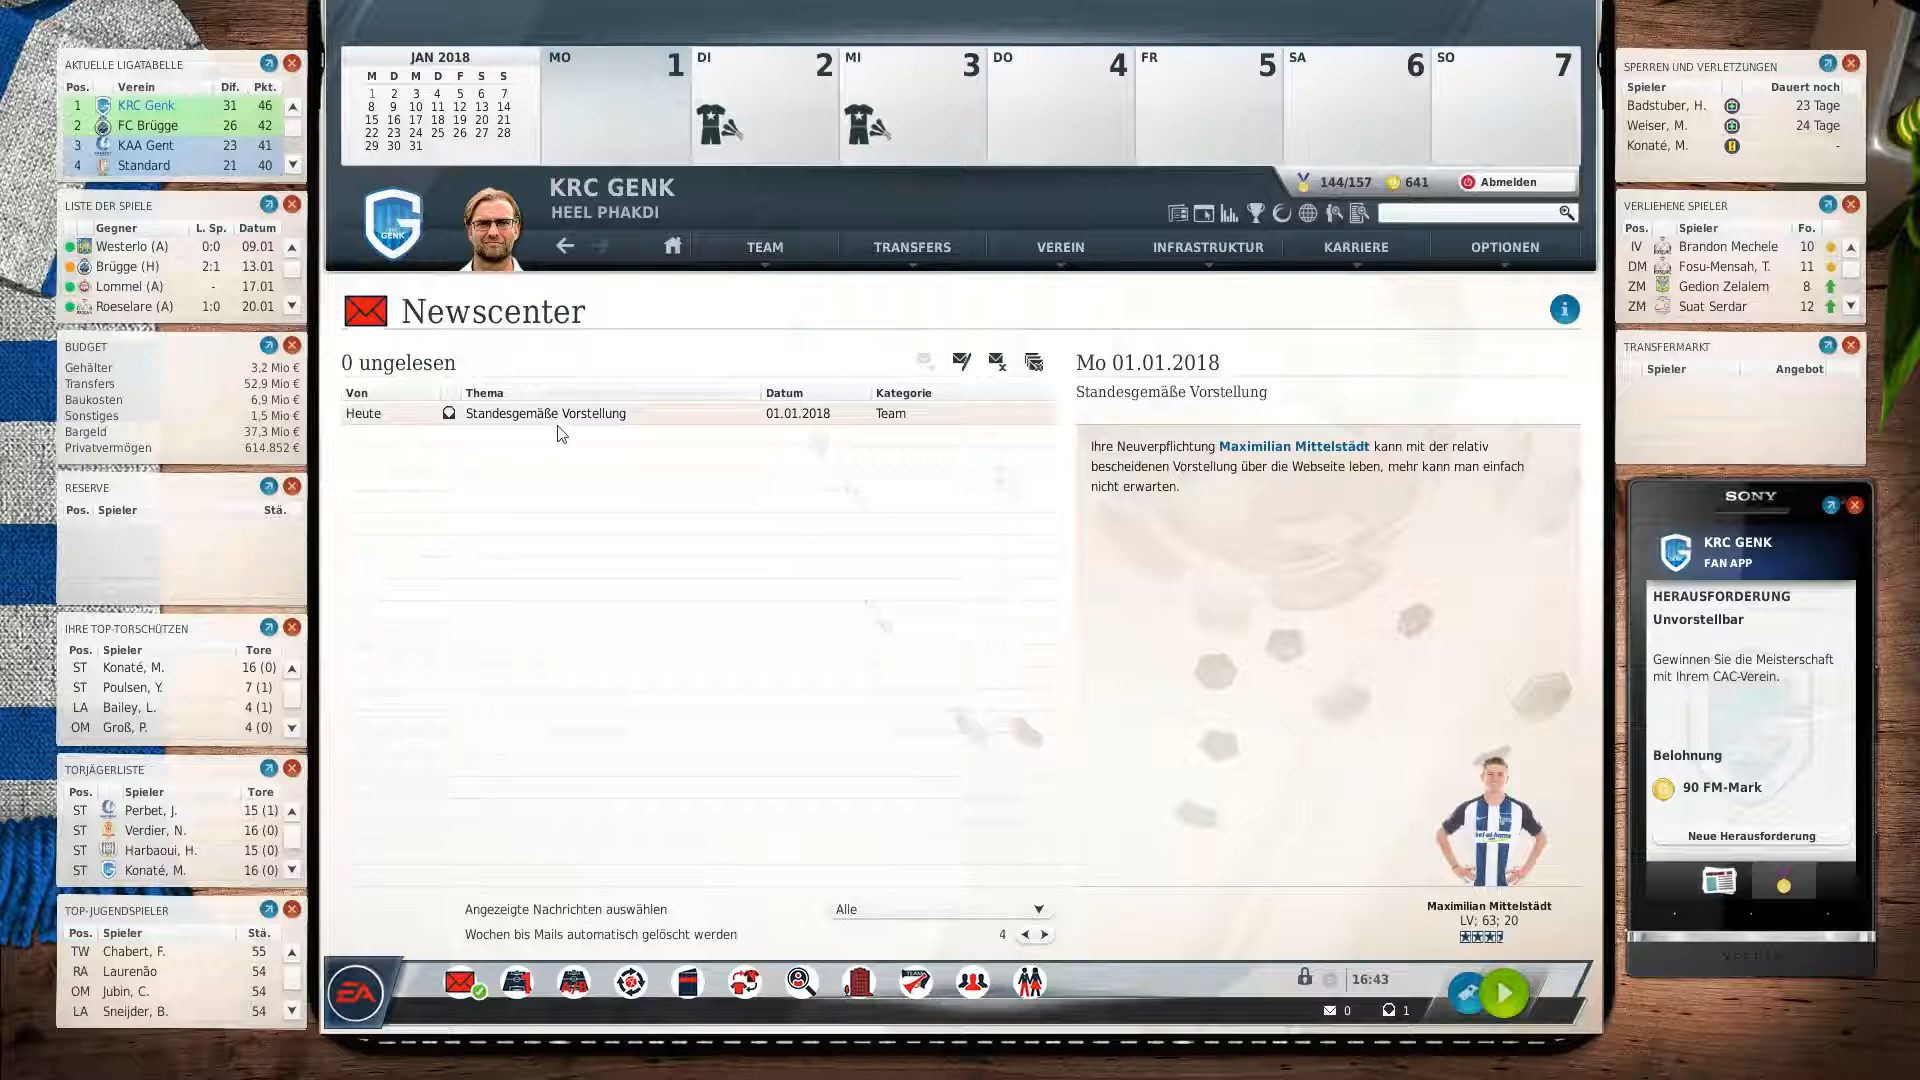 AKTUELLE LIGATABELLE
Pos. Verein Dif. Pkt.
1 KRC Genk 31 46
2 FC Brügge 26 42
3 KAA Gent 23 41
4 Standard 21 40
LISTE DER SPIELE
Gegner L. Sp. Datum
Westerlo (A) 0:0 09.01
Brügge (H) 2:1 13.01
Lommel (A) - 17.01
Roeselare (A) 1:0 20.01
BUDGET
Gehälter 3,2 Mio €
Transfers 52,9 Mio €
Baukosten 6,9 Mio €
Sonstiges 1,5 Mio €
Bargeld 37,3 Mio €
Privatvermögen 614.852 €
RESERVE
Pos. Spieler Stä.
IHRE TOP-TORSCHÜTZEN
Pos. Spieler Tore
ST Konaté, M. 16 (0)
ST Poulsen, Y. 7 (1)
LA Bailey, L. 4 (1)
OM Groß, P. 4 (0)
TORJÄGERLISTE
Pos. Spieler Tore
ST Perbet, J. 15 (1)
ST Verdier, N. 16 (0)
ST Harbaoui, H. 15 (0)
ST Konaté, M. 16 (0)
TOP-JUGENDSPIELER
Pos. Spieler Stä.
TW Chabert, F. 55
RA Laurenão 54
OM Jubin, C. 54
LA Sneijder, B. 54
JAN 2018
M D M D F S S
1 2 3 4 5 6 7
8 9 10 11 12 13 14
15 16 17 18 19 20 21
22 23 24 25 26 27 28
29 30 31
MO 1 DI 2 MI 3 DO 4 FR 5 SA 6 SO 7
144/157 641 Abmelden
GENK
KRC GENK
HEEL PHAKDI
TEAM TRANSFERS VEREIN INFRASTRUKTUR KARRIERE OPTIONEN
Newscenter
0 ungelesen
Von Thema Datum Kategorie
Heute Standesgemäße Vorstellung 01.01.2018 Team
Mo 01.01.2018
Standesgemäße Vorstellung
Ihre Neuverpflichtung Maximilian Mittelstädt kann mit der relativ
bescheidenen Vorstellung über die Webseite leben, mehr kann man einfach
nicht erwarten.
Maximilian Mittelstädt
LV; 63; 20
Angezeigte Nachrichten auswählen Alle
Wochen bis Mails automatisch gelöscht werden 4
EA
16:43
0 1
SPERREN UND VERLETZUNGEN
Spieler Dauert noch
Badstuber, H. 23 Tage
Weiser, M. 24 Tage
Konaté, M. -
VERLIEHENE SPIELER
Pos. Spieler Fo.
IV Brandon Mechele 10
DM Fosu-Mensah, T. 11
ZM Gedion Zelalem 8
ZM Suat Serdar 12
TRANSFERMARKT
Spieler Angebot
SONY
KRC GENK
FAN APP
HERAUSFORDERUNG
Unvorstellbar
Gewinnen Sie die Meisterschaft
mit Ihrem CAC-Verein.
Belohnung
90 FM-Mark
Neue Herausforderung